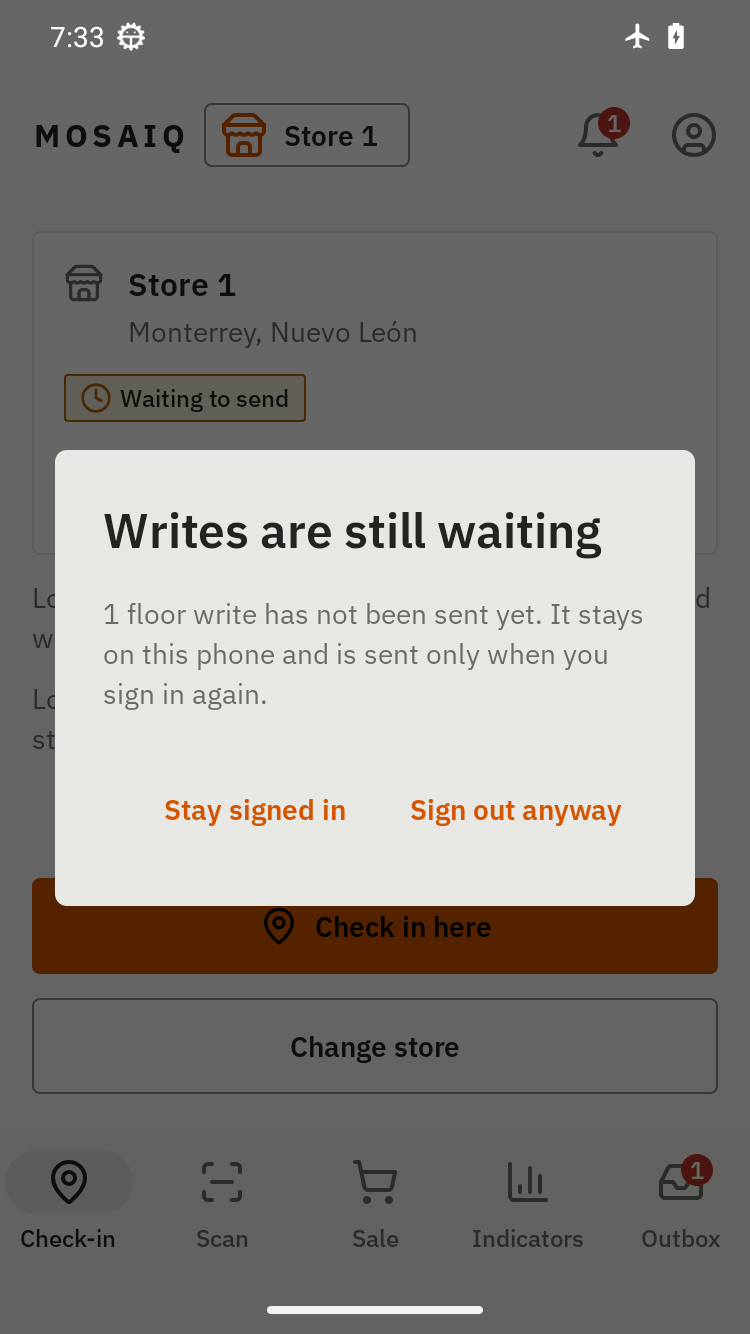 7:33
MOSAIQ
Store 1
1
Store 1
Monterrey, Nuevo León
Waiting to send
Writes are still waiting
1 floor write has not been sent yet. It stays
on this phone and is sent only when you
sign in again.
Stay signed in
Sign out anyway
Check in here
Change store
1
Check-in
Scan
Sale
Indicators
Outbox